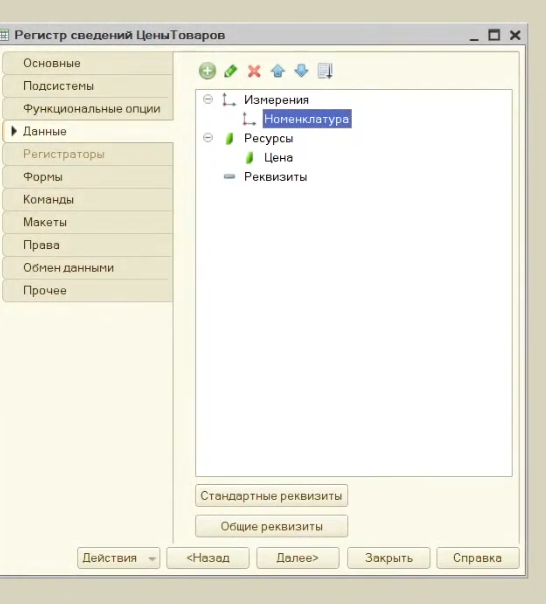 Регистр сведений ЦеныТоваров
Основные
Подсистемы
Функциональные опции
Данные
Регистраторы
Формы
Команды
Макеты
Права
Обмен данными
Прочее
Измерения
Номенклатура
Ресурсы
Цена
Реквизиты
Стандартные реквизиты
Общие реквизиты
Действия
<Назад
Далее>
Закрыть
Справка